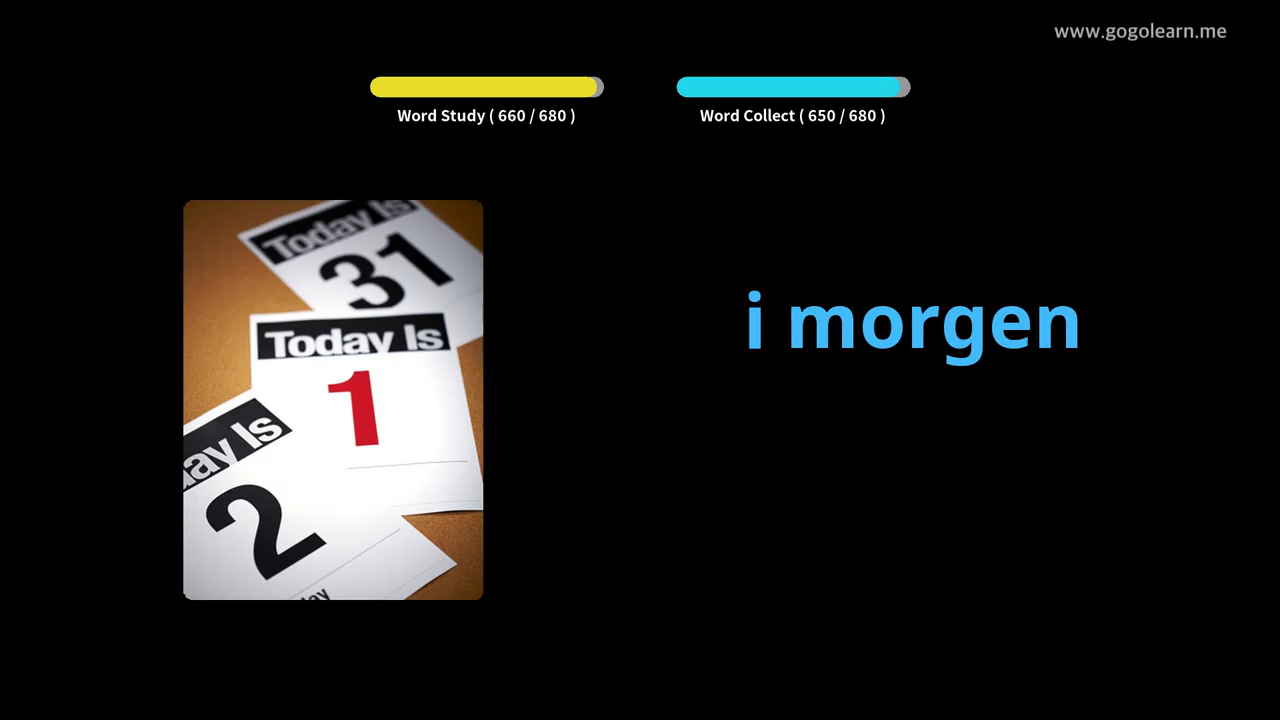 www.gogolearn.me
Word Study ( 660 / 680 )
Word Collect ( 650 / 680 )
Today Is
31
Today Is
1
ay Is
2
ay
i morgen